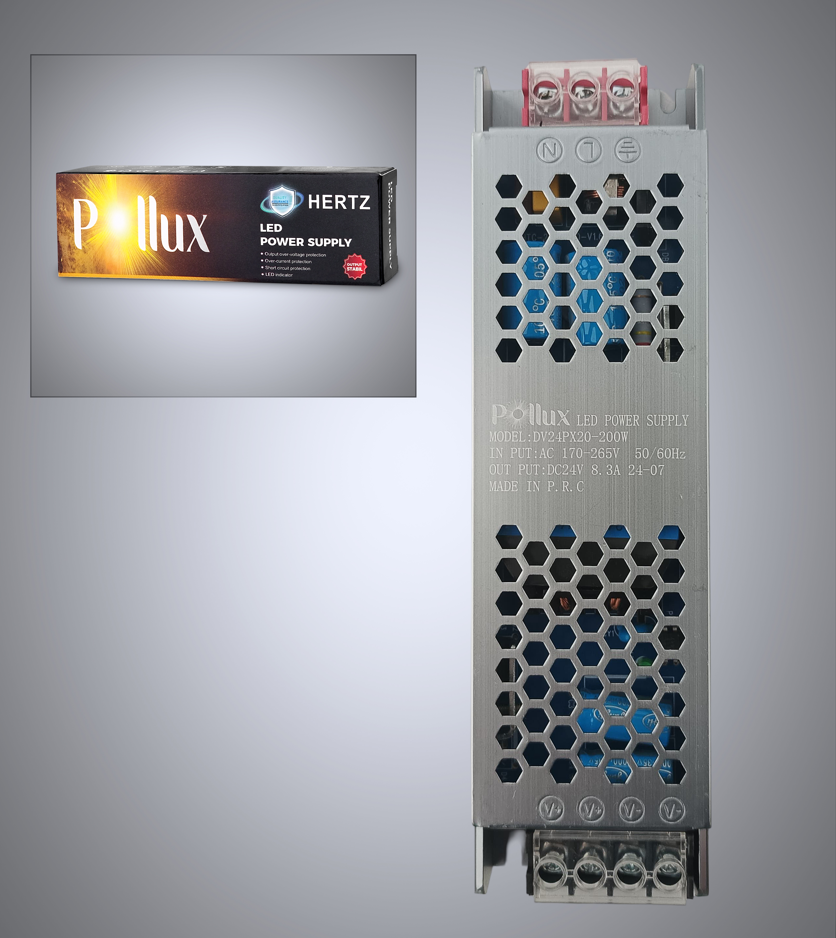 Pollux
HERTZ
LED
POWER SUPPLY
Output over voltage protection
Over-current protection
Short circuit protection
LED indicator
OUTPUT
STABIL
N L
Pollux LED POWER SUPPLY
MODEL:DV24PX20-200W
IN PUT:AC 170-265V 50/60Hz
OUT PUT:DC24V 8.3A 24-07
MADE IN P.R.C
V+ V+ V- V-